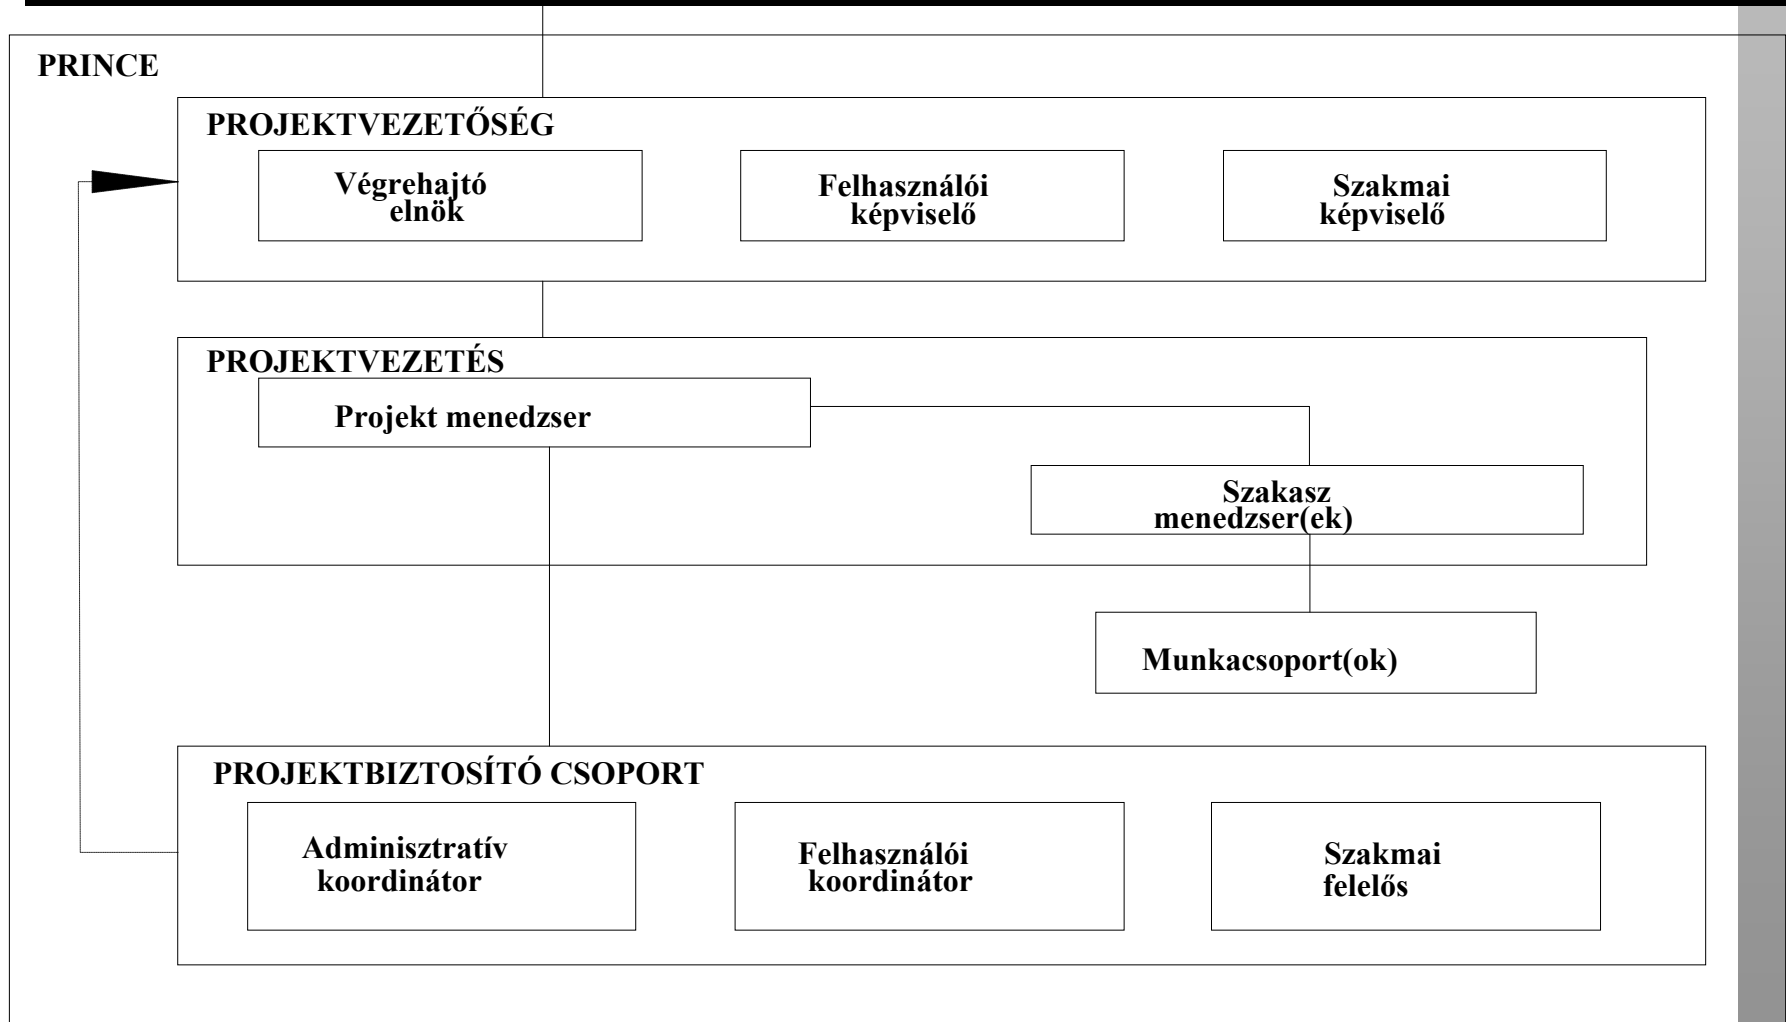 PRINCE
PROJEKTVEZETŐSÉG
Végrehajtó
elnök
Felhasználói
képviselő
Szakmai
képviselő
PROJEKTVEZETÉS
Projekt menedzser
Szakasz
menedzser(ek)
Munkacsoport(ok)
PROJEKTBIZTOSÍTÓ CSOPORT
Adminisztratív
koordinátor
Felhasználói
koordinátor
Szakmai
felelős